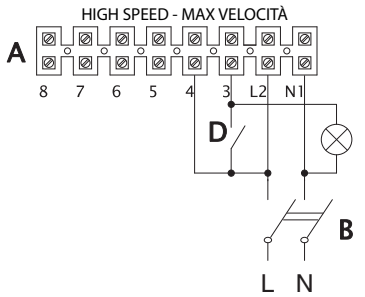 HIGH SPEED - MAX VELOCITÀ
A
8 7 6 5 4 3 L2 N1
D
B
L N